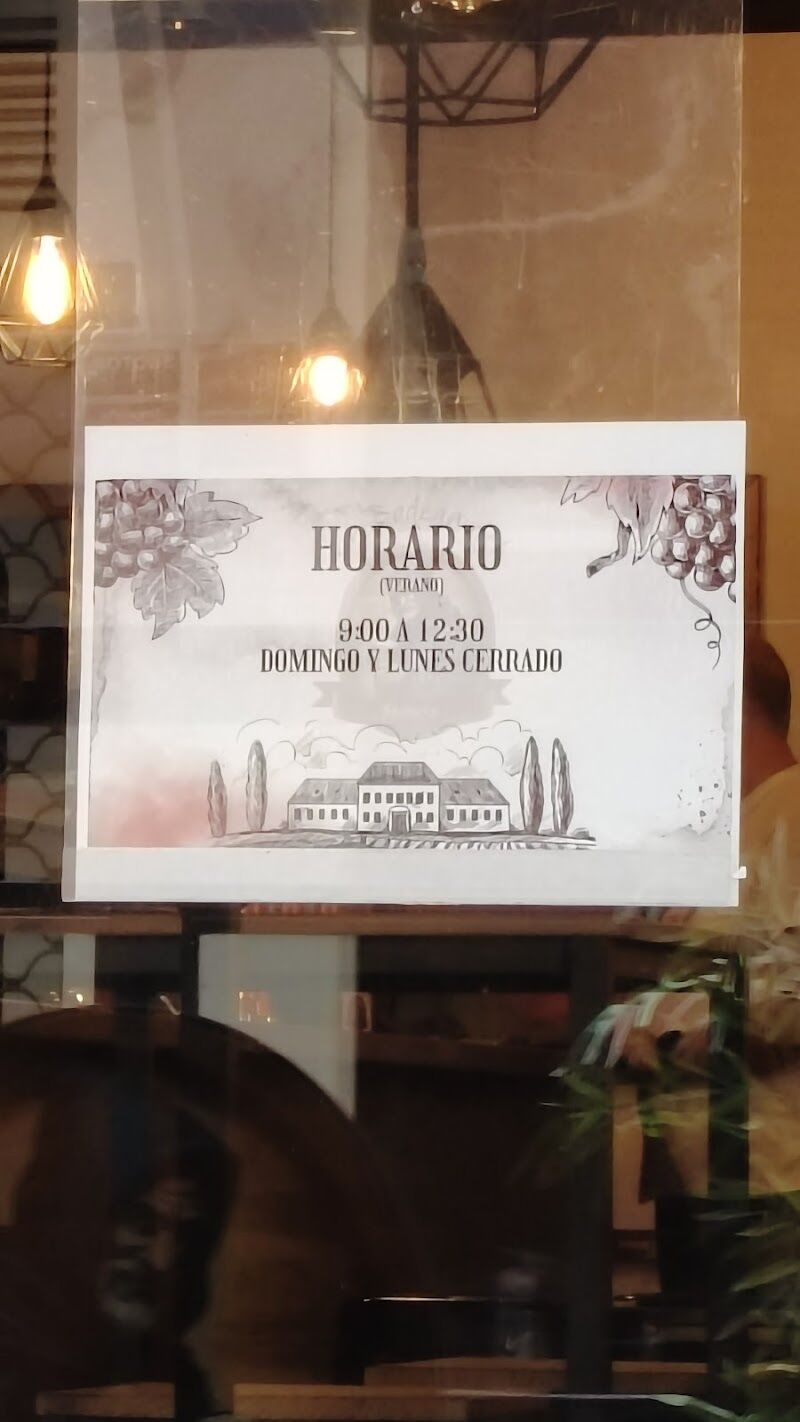 HORARIO
(VERANO)
9:00 A 12:30
DOMINGO Y LUNES CERRADO